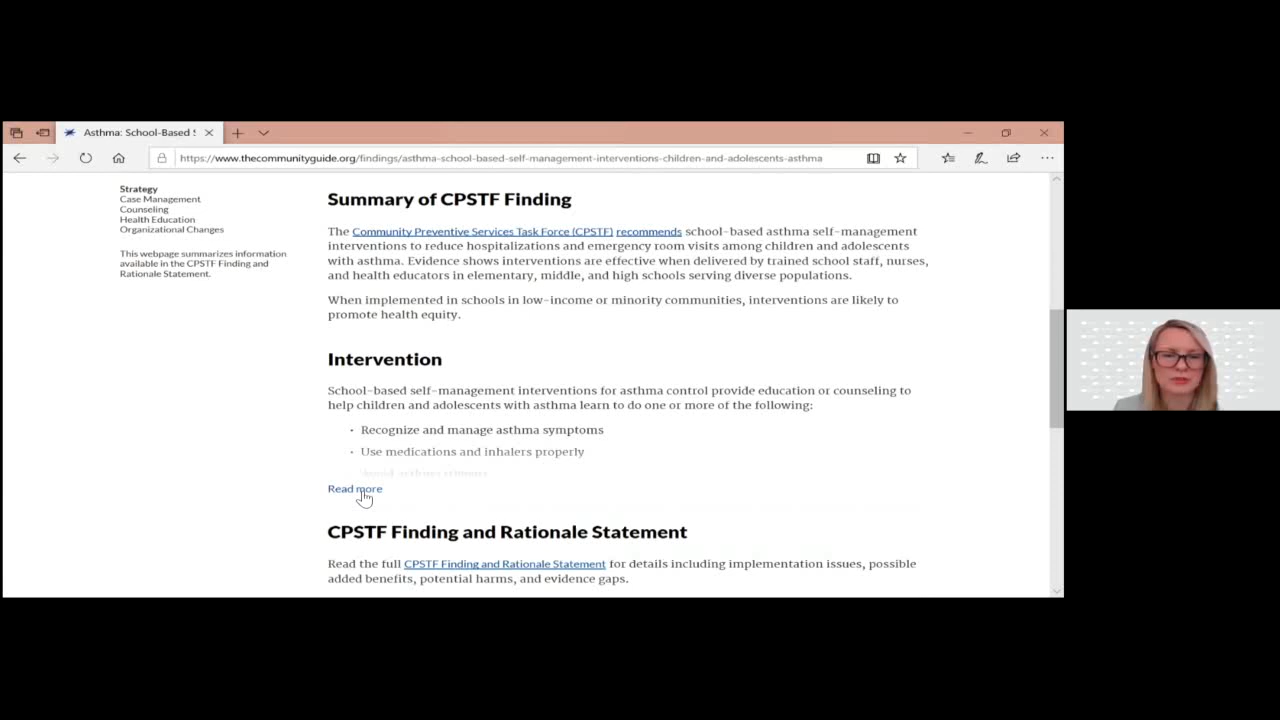 Asthma: School-Based S
https://www.thecommunityguide.org/findings/asthma-school-based-self-management-interventions-children-and-adolescents-asthma
Strategy
Case Management
Counseling
Health Education
Organizational Changes
This webpage summarizes information
available in the CPSTF Finding and
Rationale Statement.
Summary of CPSTF Finding
The Community Preventive Services Task Force (CPSTF) recommends school-based asthma self-management
interventions to reduce hospitalizations and emergency room visits among children and adolescents
with asthma. Evidence shows interventions are effective when delivered by trained school staff, nurses,
and health educators in elementary, middle, and high schools serving diverse populations.
When implemented in schools in low-income or minority communities, interventions are likely to
promote health equity.
Intervention
School-based self-management interventions for asthma control provide education or counseling to
help children and adolescents with asthma learn to do one or more of the following:
· Recognize and manage asthma symptoms
· Use medications and inhalers properly
Read more
CPSTF Finding and Rationale Statement
Read the full CPSTF Finding and Rationale Statement for details including implementation issues, possible
added benefits, potential harms, and evidence gaps.